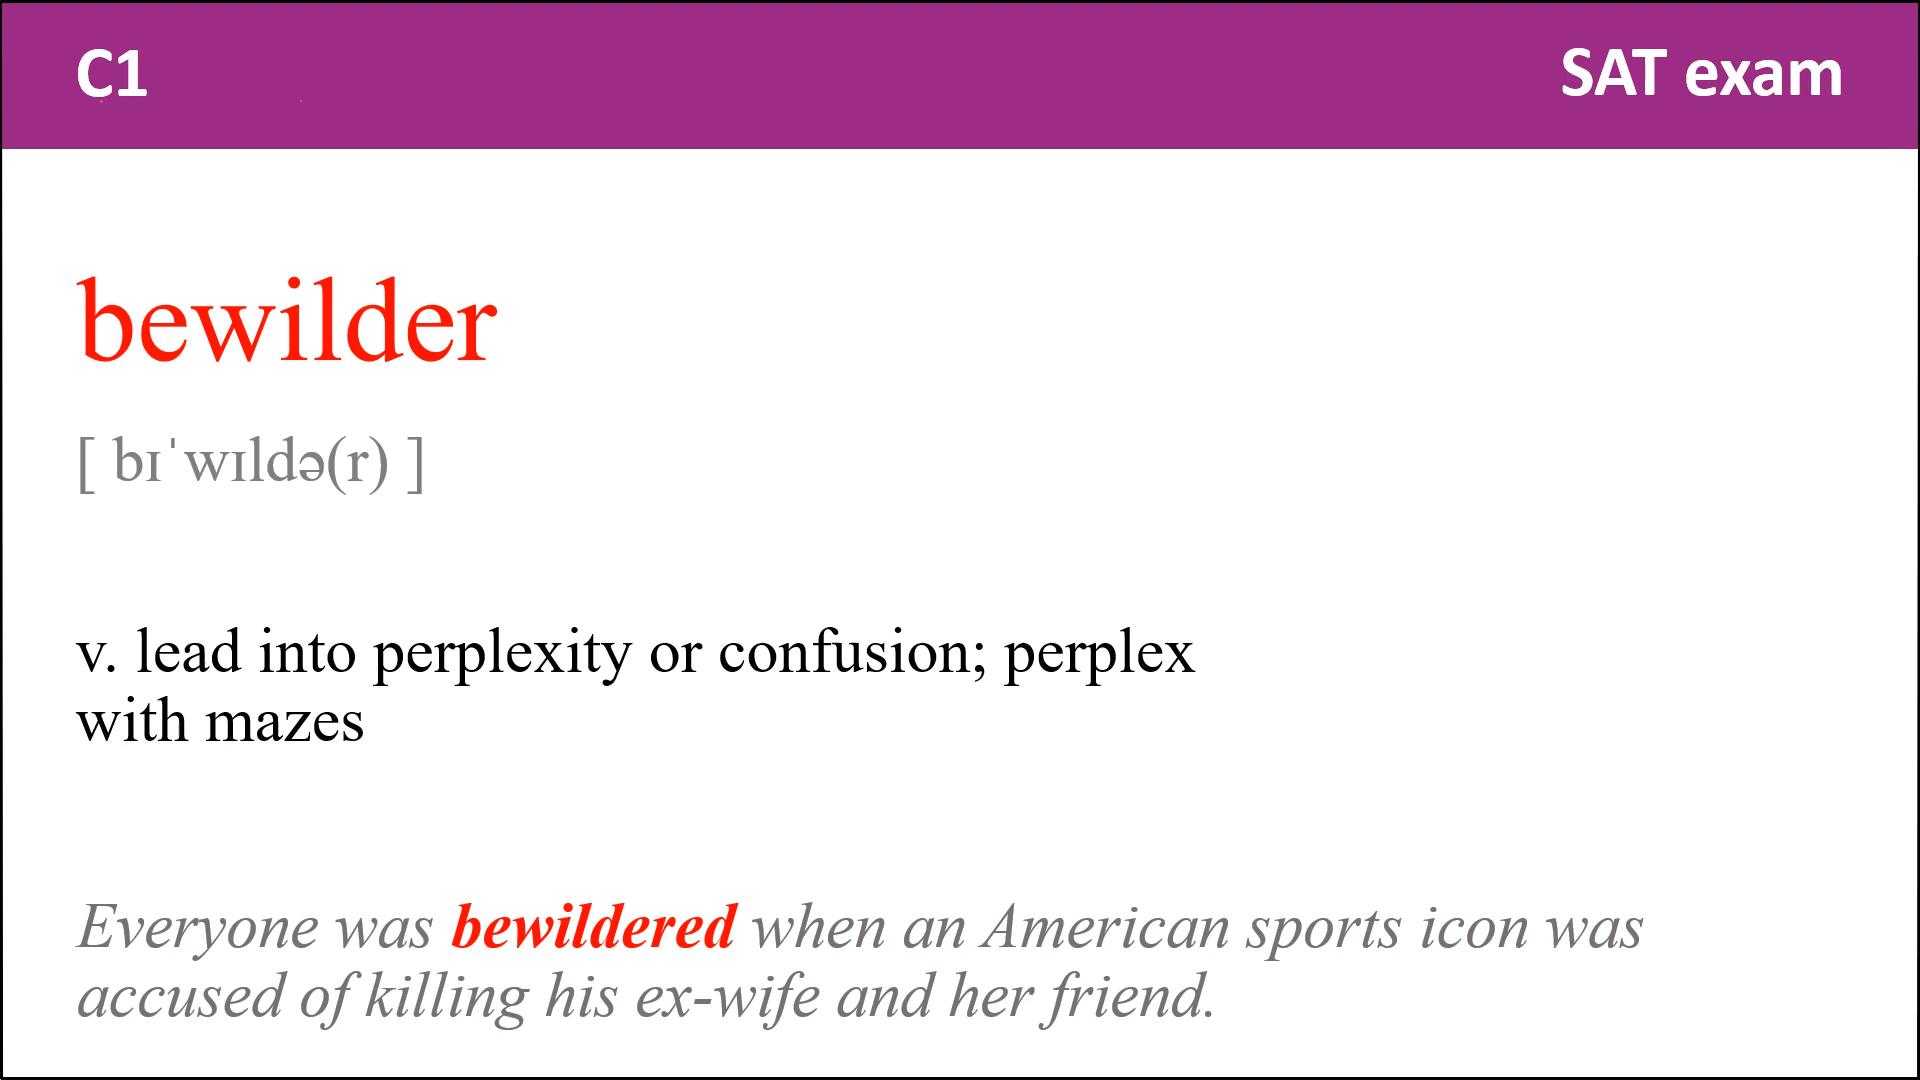 C1
SAT exam
bewilder
[ bɪˈwɪldə(r) ]
v. lead into perplexity or confusion; perplex
with mazes
Everyone was bewildered when an American sports icon was
accused of killing his ex-wife and her friend.